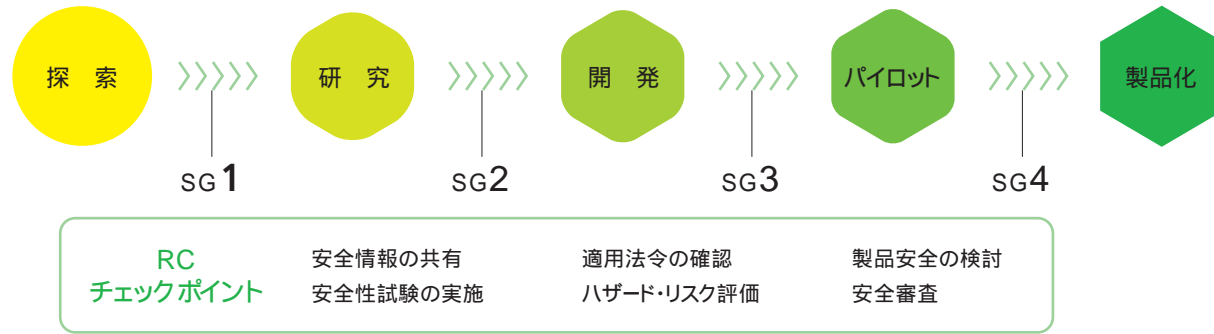 探 索
研 究
開 発
パイロット
製品化
SG1
SG2
SG3
SG4
RC
チェックポイント
安全情報の共有
安全性試験の実施
適用法令の確認
ハザード・リスク評価
製品安全の検討
安全審査